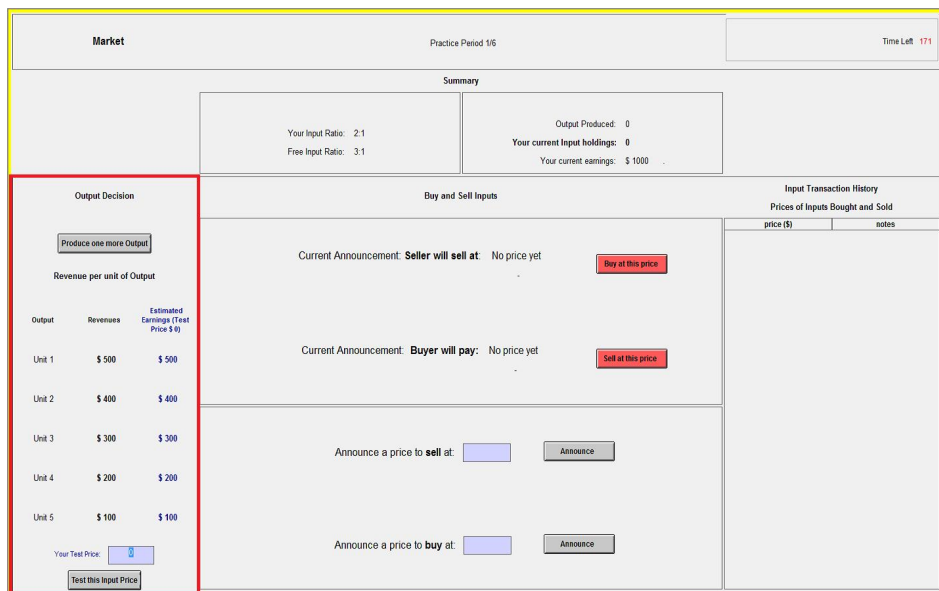 Market
Practice Period 1/6
Time Left 171
Summary
Your Input Ratio: 2:1
Free Input Ratio: 3:1
Output Produced: 0
Your current Input holdings: 0
Your current earnings: $ 1000 .
Output Decision
Produce one more Output
Revenue per unit of Output
Output Revenues Estimated Earnings (Test Price $ 0)
Unit 1 $ 500 $ 500
Unit 2 $ 400 $ 400
Unit 3 $ 300 $ 300
Unit 4 $ 200 $ 200
Unit 5 $ 100 $ 100
Your Test Price: 0
Test this Input Price
Buy and Sell Inputs
Current Announcement: Seller will sell at: No price yet
-
Buy at this price
Current Announcement: Buyer will pay: No price yet
-
Sell at this price
Announce a price to sell at:
Announce
Announce a price to buy at:
Announce
Input Transaction History
Prices of Inputs Bought and Sold
price ($) notes